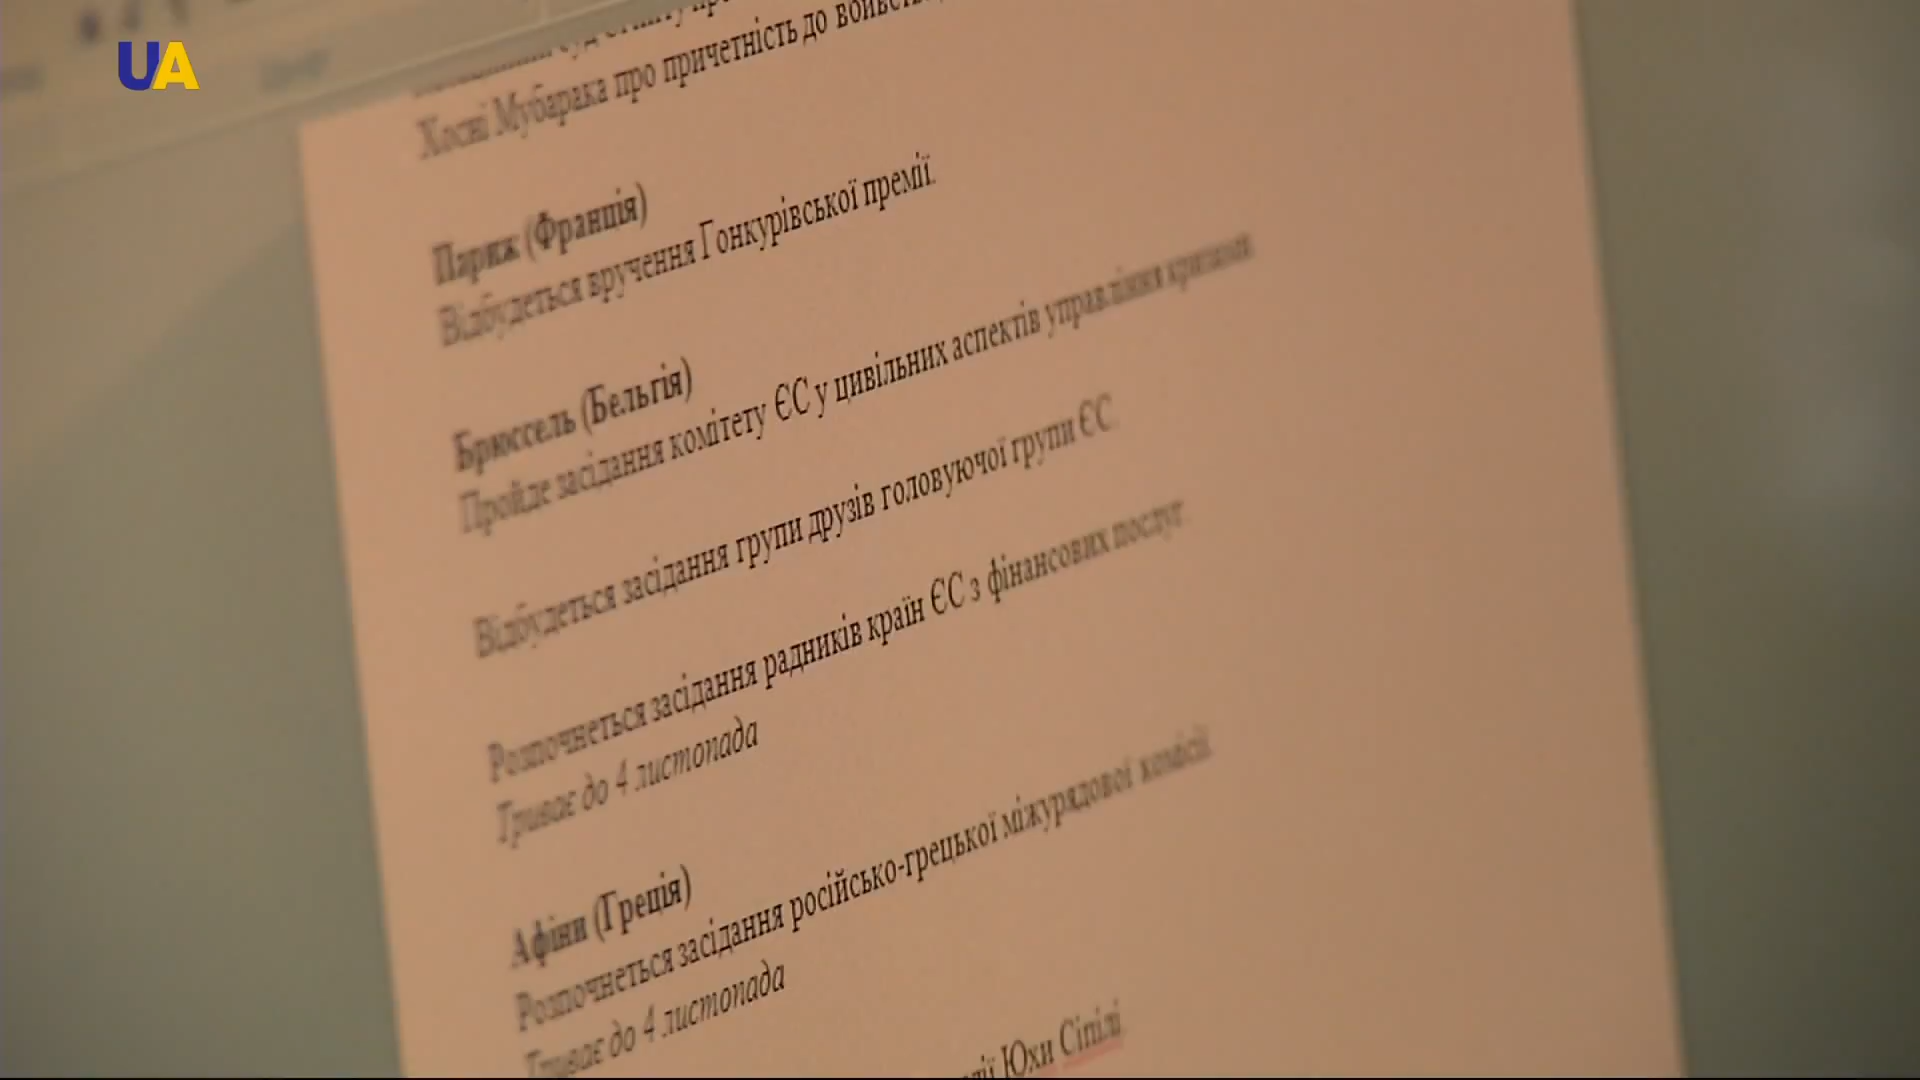 UA
Хосні Мубарака про причетність до
Париж (Франція)
Відбудеться вручення Гонкурівської премії.
Брюссель (Бельгія)
Пройде засідання комітету ЄС у цивільних аспектів управління кризами.
Відбудеться засідання групи друзів головуючої групи ЄС.
Розпочнеться засідання радників країн ЄС з фінансових послуг.
Триває до 4 листопада
Афіни (Греція)
Розпочнеться засідання російсько-грецької міжурядової комісії.
Триває до 4 листопада
Юхи Сіпілі.